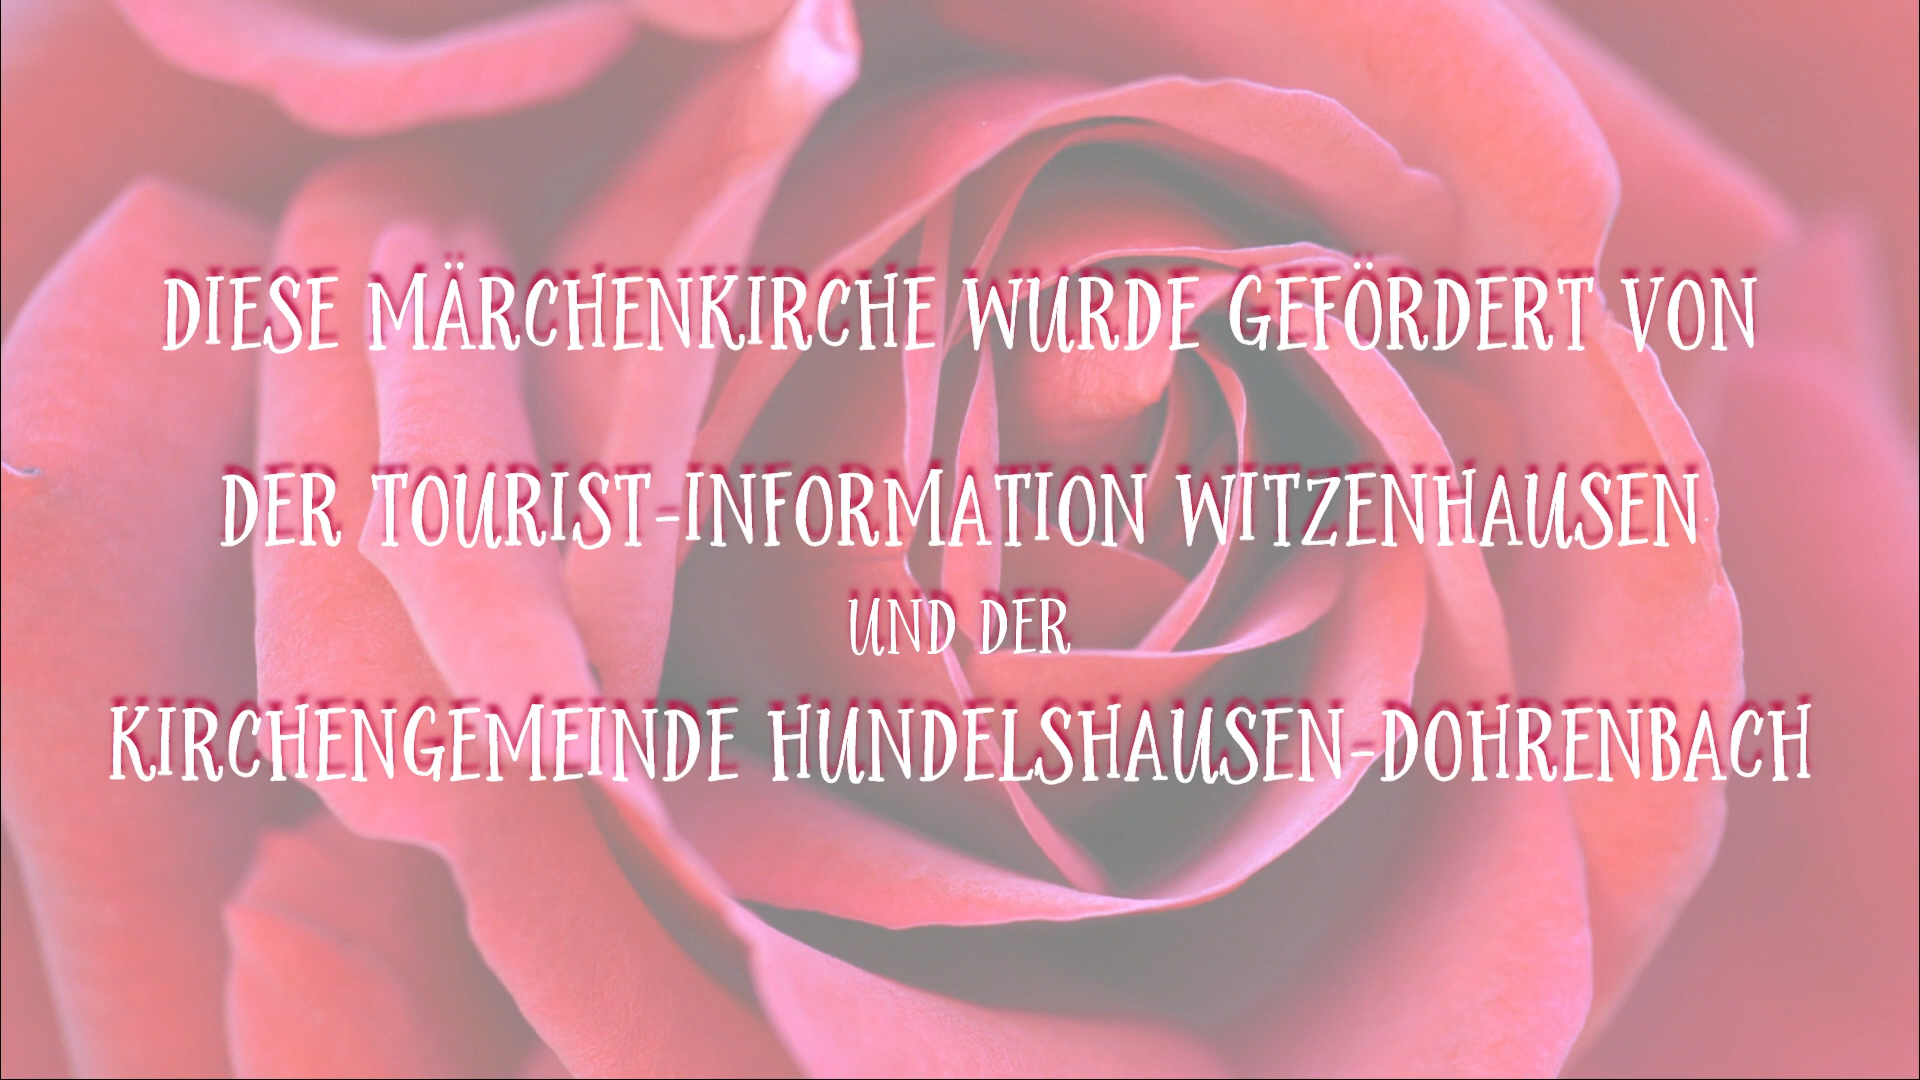 DIESE MÄRCHENKIRCHE WURDE GEFÖRDERT VON
DER TOURIST-INFORMATION WITZENHAUSEN
UND DER
KIRCHENGEMEINDE HUNDELSHAUSEN-DOHRENBACH